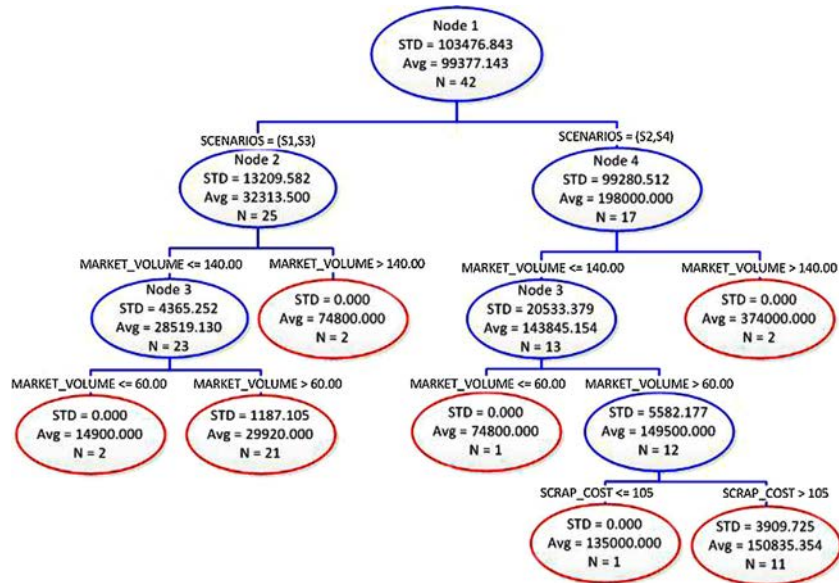 Node 1
STD = 103476.843
Avg = 99377.143
N = 42
SCENARIOS = (S1,S3)
SCENARIOS = (S2,S4)
Node 2
STD = 13209.582
Avg = 32313.500
N = 25
Node 4
STD = 99280.512
Avg = 198000.000
N = 17
MARKET_VOLUME <= 140.00
MARKET_VOLUME > 140.00
MARKET_VOLUME <= 140.00
MARKET_VOLUME > 140.00
Node 3
STD = 4365.252
Avg = 28519.130
N = 23
STD = 0.000
Avg = 74800.000
N = 2
Node 3
STD = 20533.379
Avg = 143845.154
N = 13
STD = 0.000
Avg = 374000.000
N = 2
MARKET_VOLUME <= 60.00
MARKET_VOLUME > 60.00
MARKET_VOLUME <= 60.00
MARKET_VOLUME > 60.00
STD = 0.000
Avg = 14900.000
N = 2
STD = 1187.105
Avg = 29920.000
N = 21
STD = 0.000
Avg = 74800.000
N = 1
STD = 5582.177
Avg = 149500.000
N = 12
SCRAP_COST <= 105
SCRAP_COST > 105
STD = 0.000
Avg = 135000.000
N = 1
STD = 3909.725
Avg = 150835.354
N = 11